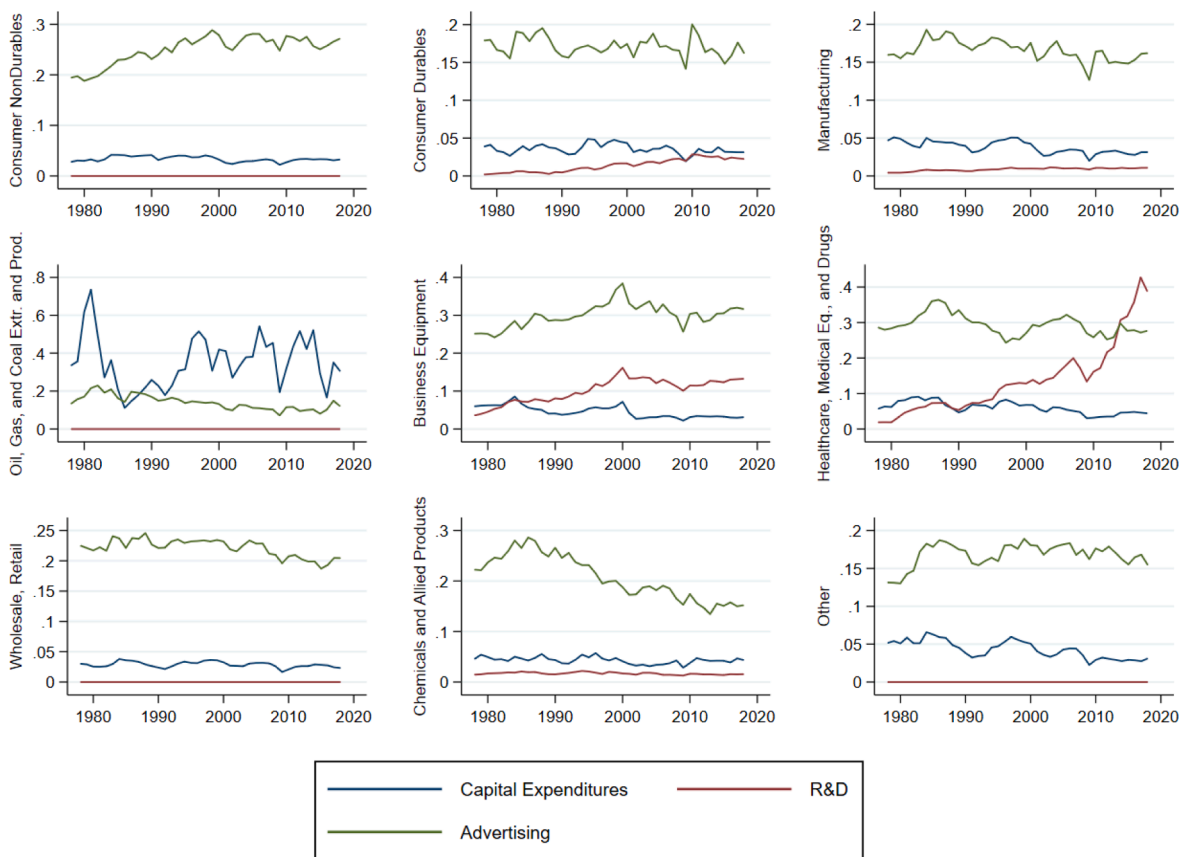 Consumer NonDurables
.3
.2
.1
0
1980 1990 2000 2010 2020
Consumer Durables
.2
.15
.1
.05
0
1980 1990 2000 2010 2020
Manufacturing
.2
.15
.1
.05
0
1980 1990 2000 2010 2020
Oil, Gas, and Coal Extr. and Prod.
.8
.6
.4
.2
0
1980 1990 2000 2010 2020
Business Equipment
.4
.3
.2
.1
0
1980 1990 2000 2010 2020
Healthcare, Medical Eq., and Drugs
.4
.3
.2
.1
0
1980 1990 2000 2010 2020
Wholesale, Retail
.25
.2
.15
.1
.05
0
1980 1990 2000 2010 2020
Chemicals and Allied Products
.3
.2
.1
0
1980 1990 2000 2010 2020
Other
.2
.15
.1
.05
0
1980 1990 2000 2010 2020
Capital Expenditures R&D
Advertising